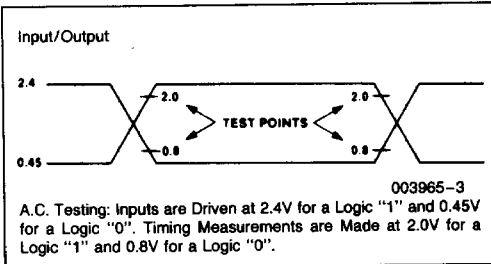 Input/Output
2.4
2.0 2.0
TEST POINTS
0.8 0.8
0.45
003965-3
A.C. Testing: Inputs are Driven at 2.4V for a Logic "1" and 0.45V
for a Logic "0". Timing Measurements are Made at 2.0V for a
Logic "1" and 0.8V for a Logic "0".